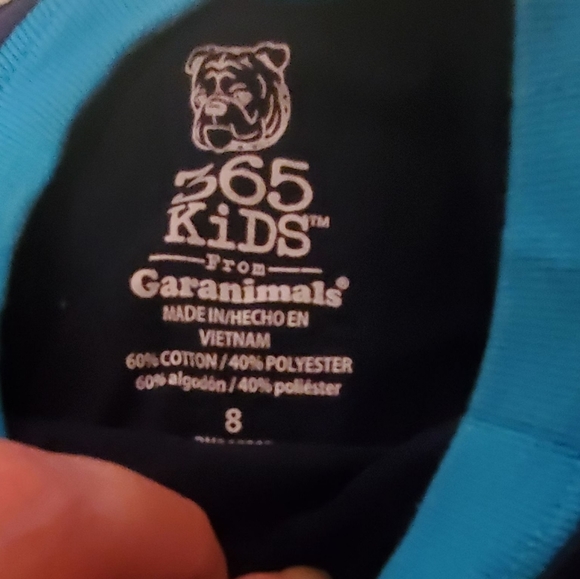 365
KiDS™
From
Garanimals®
MADE IN/HECHO EN
VIETNAM
60% COTTON / 40% POLYESTER
60% algodón / 40% poliéster
8